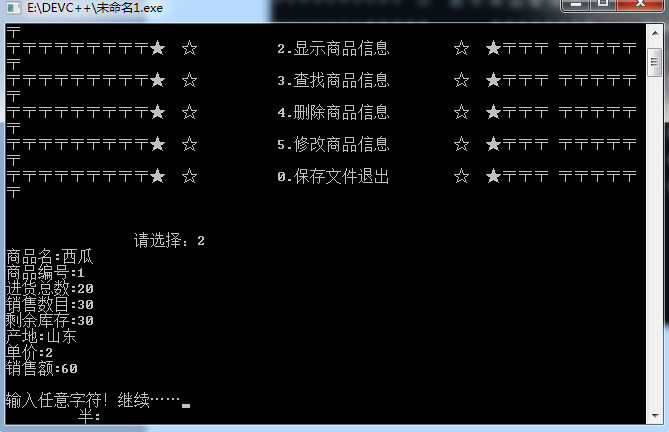 E:\DEVC++\未命名1.exe
〒
〒〒〒〒〒〒〒〒〒★ ☆ 2.显示商品信息 ☆ ★〒〒〒 〒〒〒〒〒
〒
〒〒〒〒〒〒〒〒〒★ ☆ 3.查找商品信息 ☆ ★〒〒〒 〒〒〒〒〒
〒
〒〒〒〒〒〒〒〒〒★ ☆ 4.删除商品信息 ☆ ★〒〒〒 〒〒〒〒〒
〒
〒〒〒〒〒〒〒〒〒★ ☆ 5.修改商品信息 ☆ ★〒〒〒 〒〒〒〒〒
〒
〒〒〒〒〒〒〒〒〒★ ☆ 0.保存文件退出 ☆ ★〒〒〒 〒〒〒〒〒
〒
请选择：2
商品名:西瓜
商品编号:1
进货总数:20
销售数目:30
剩余库存:30
产地:山东
单价:2
销售额:60
输入任意字符！继续……
半: